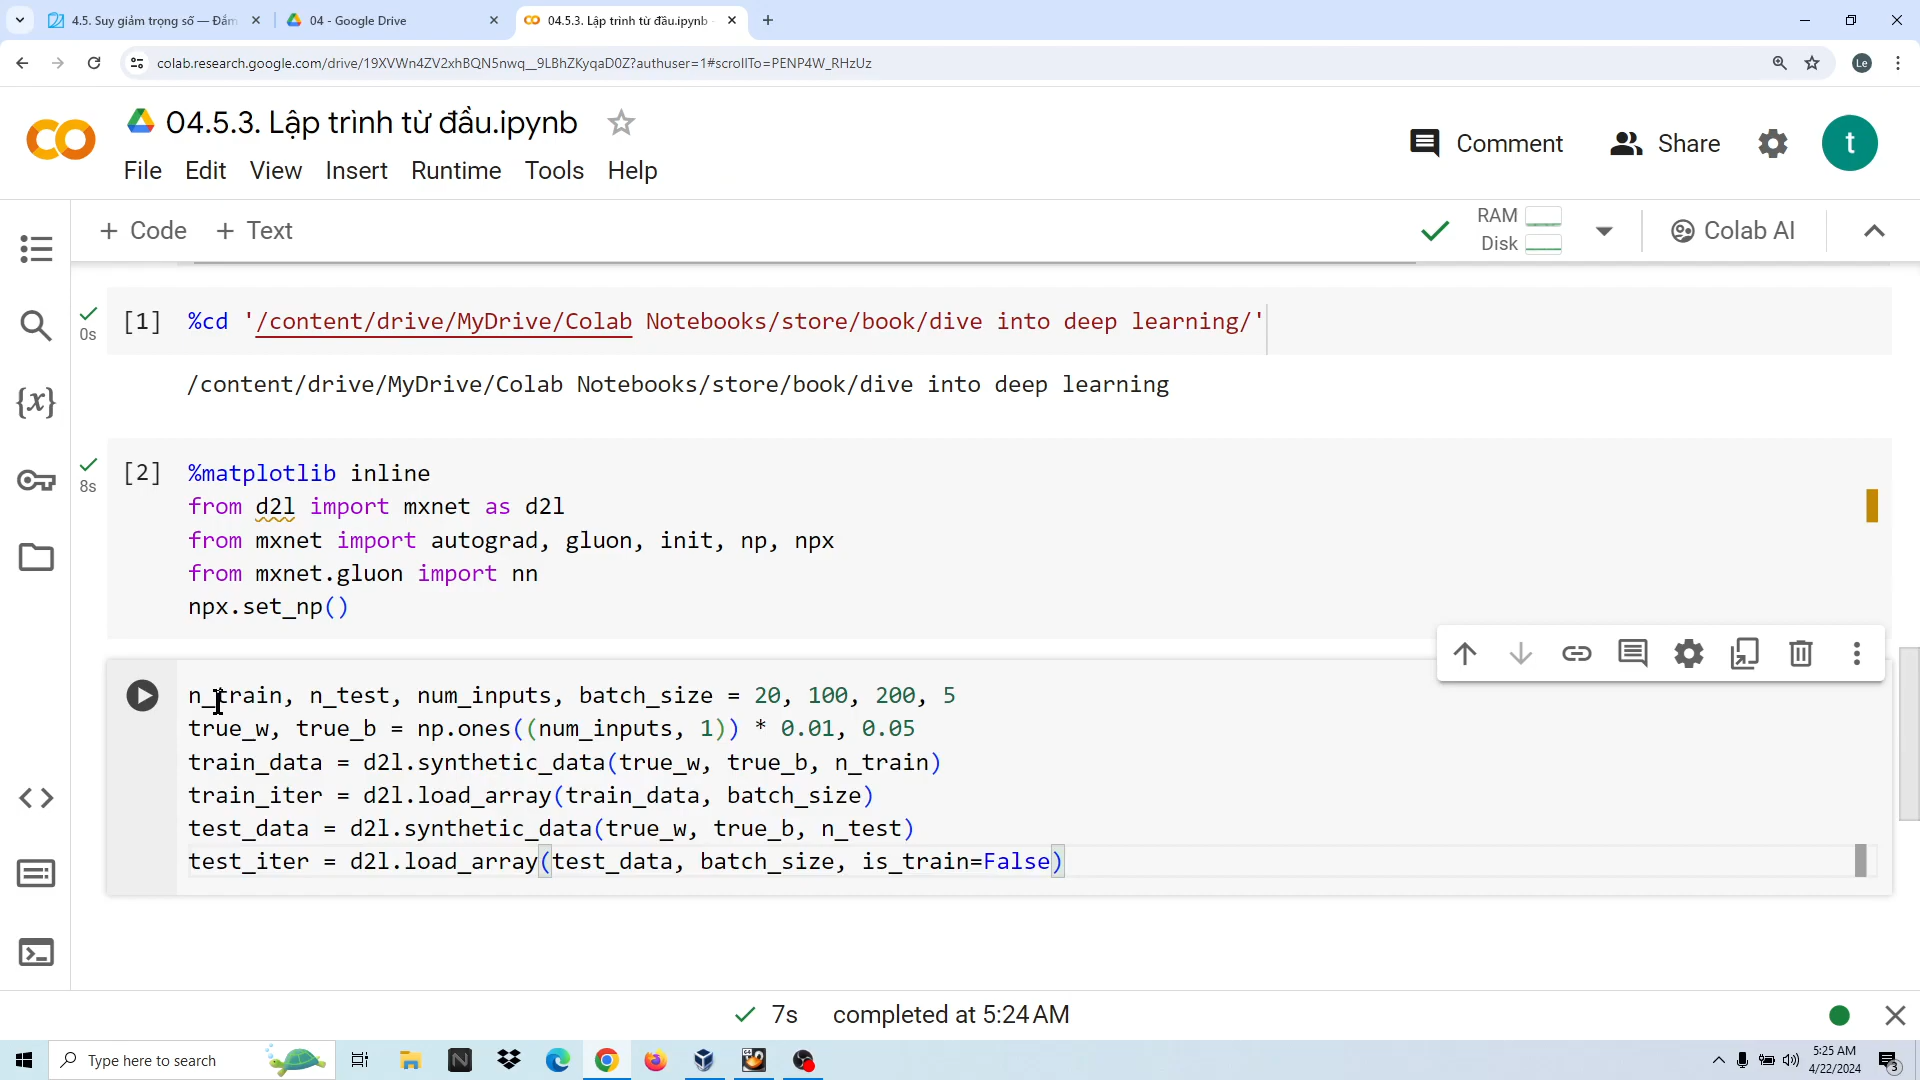 4.5. Suy giảm trọng số — Đắm
04 - Google Drive
04.5.3. Lập trình từ đầu.ipynb -
colab.research.google.com/drive/19XVWn4ZV2xhBQN5nwq__9LBhZKyqaD0Z?authuser=1#scrollTo=PENP4W_RHzUz
Le
04.5.3. Lập trình từ đầu.ipynb
Comment
Share
t
File Edit View Insert Runtime Tools Help
+ Code + Text
RAM
Disk
Colab AI
[1] %cd '/content/drive/MyDrive/Colab Notebooks/store/book/dive into deep learning/'
0s
/content/drive/MyDrive/Colab Notebooks/store/book/dive into deep learning
[2] %matplotlib inline
8s
from d2l import mxnet as d2l
from mxnet import autograd, gluon, init, np, npx
from mxnet.gluon import nn
npx.set_np()
n_train, n_test, num_inputs, batch_size = 20, 100, 200, 5
true_w, true_b = np.ones((num_inputs, 1)) * 0.01, 0.05
train_data = d2l.synthetic_data(true_w, true_b, n_train)
train_iter = d2l.load_array(train_data, batch_size)
test_data = d2l.synthetic_data(true_w, true_b, n_test)
test_iter = d2l.load_array(test_data, batch_size, is_train=False)
7s completed at 5:24 AM
Type here to search
5:25 AM
4/22/2024
3